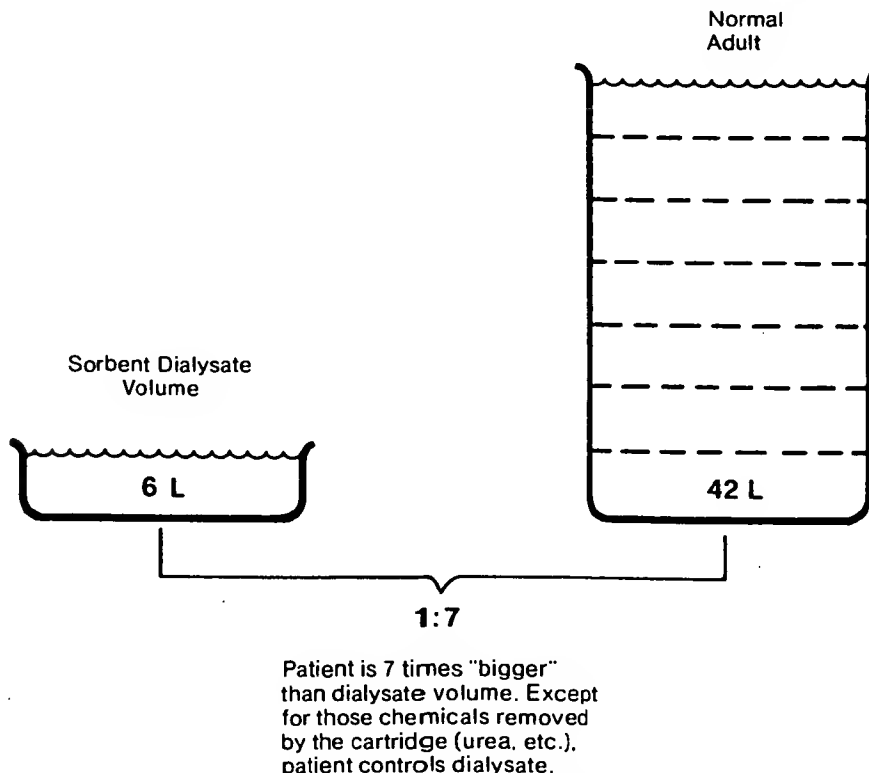 Normal
Adult
Sorbent Dialysate
Volume
6 L
42 L
1:7
Patient is 7 times "bigger"
than dialysate volume. Except
for those chemicals removed
by the cartridge (urea, etc.),
patient controls dialysate.